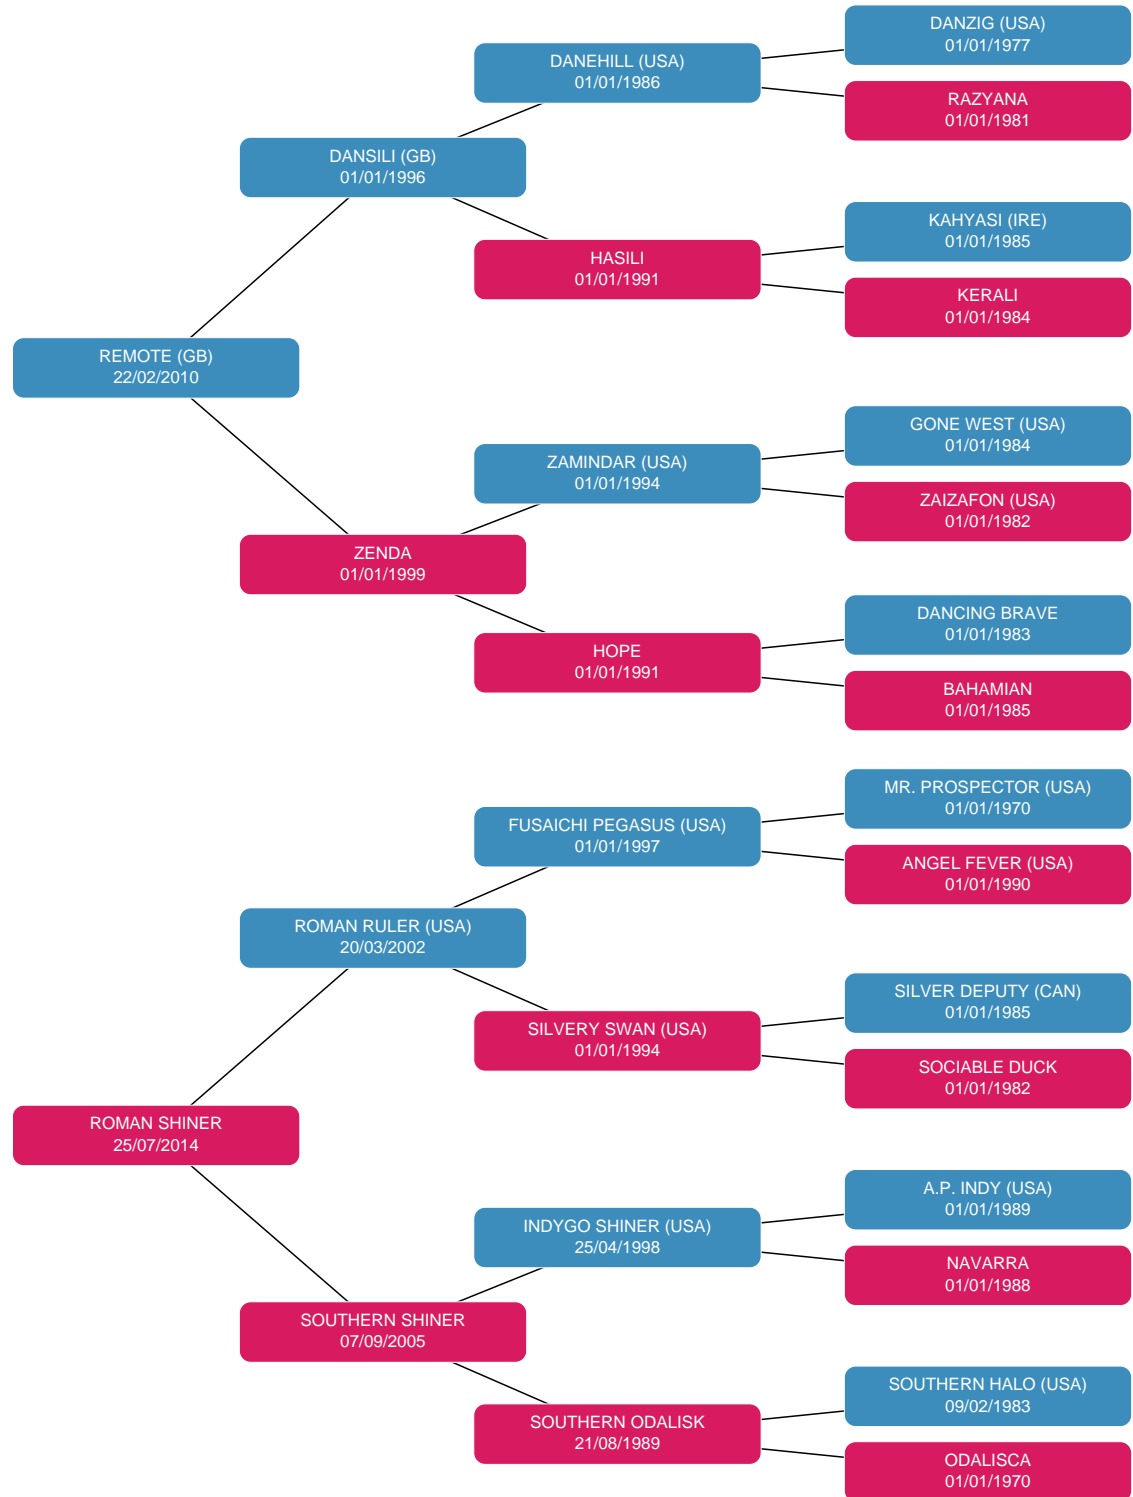 DANZIG (USA)
01/01/1977
DANEHILL (USA)
01/01/1986
RAZYANA
01/01/1981
DANSILI (GB)
01/01/1996
KAHYASI (IRE)
01/01/1985
HASILI
01/01/1991
KERALI
01/01/1984
REMOTE (GB)
22/02/2010
GONE WEST (USA)
01/01/1984
ZAMINDAR (USA)
01/01/1994
ZAIZAFON (USA)
01/01/1982
ZENDA
01/01/1999
DANCING BRAVE
01/01/1983
HOPE
01/01/1991
BAHAMIAN
01/01/1985
MR. PROSPECTOR (USA)
01/01/1970
FUSAICHI PEGASUS (USA)
01/01/1997
ANGEL FEVER (USA)
01/01/1990
ROMAN RULER (USA)
20/03/2002
SILVER DEPUTY (CAN)
01/01/1985
SILVERY SWAN (USA)
01/01/1994
SOCIABLE DUCK
01/01/1982
ROMAN SHINER
25/07/2014
A.P. INDY (USA)
01/01/1989
INDYGO SHINER (USA)
25/04/1998
NAVARRA
01/01/1988
SOUTHERN SHINER
07/09/2005
SOUTHERN HALO (USA)
09/02/1983
SOUTHERN ODALISK
21/08/1989
ODALISCA
01/01/1970